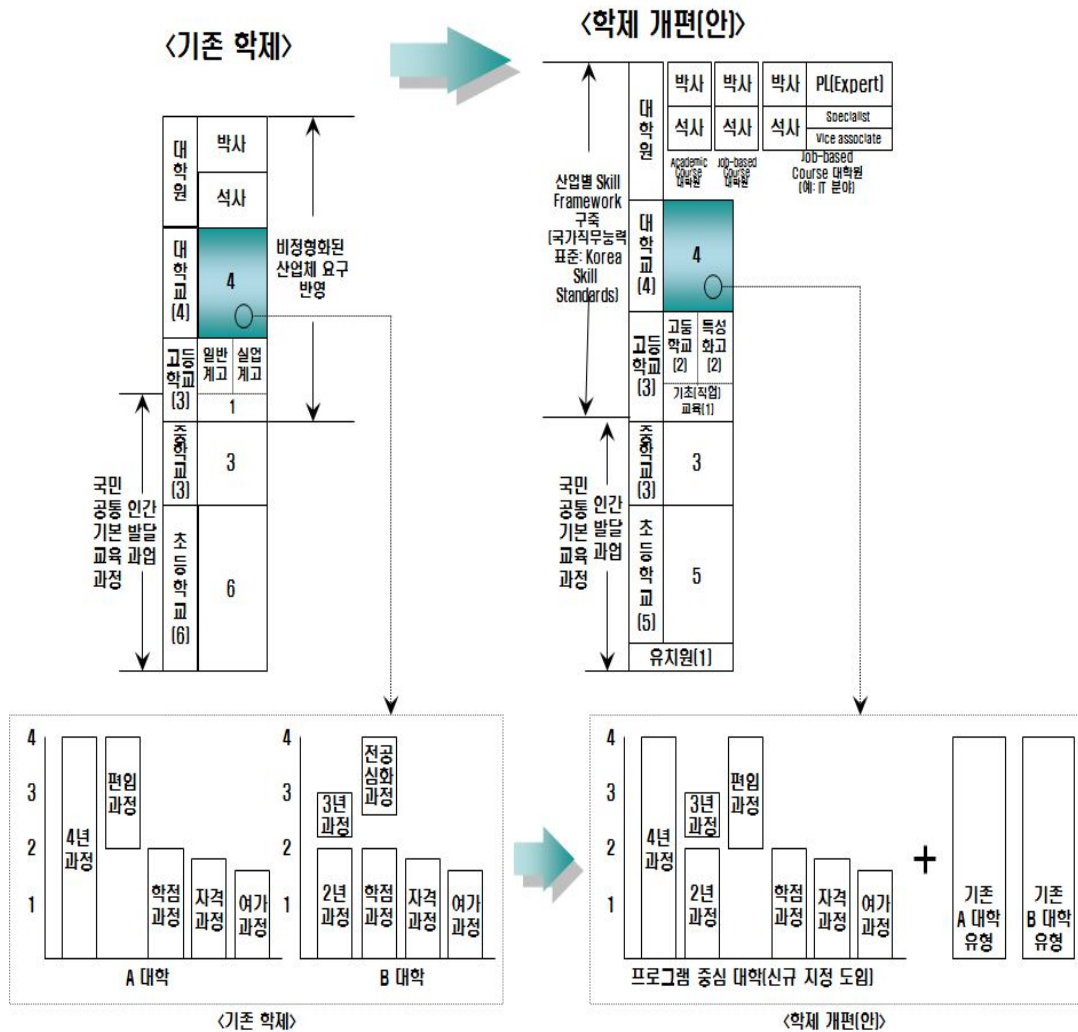 <기존 학제>
<학제 개편(안)>
대학원
박사
석사
대학교(4)
4
고등학교(3)
일반계고
실업계고
1
중학교(3)
3
초등학교(6)
6
비정형화된
산업체 요구
반영
국민
공통
기본
교육
과정
인간
발달
과업
대학원
박사
박사
박사
PL(Expert)
석사
석사
석사
Specialist
Vice associate
Academic
Course
대학원
Job-based
Course
대학원
Job-based
Course 대학원
(예: IT 분야)
산업별 Skill
Framework
구축
(국가직무능력
표준: Korea
Skill
Standards)
대학교(4)
4
고등학교(3)
고등
학교
(2)
특성
화고
(2)
기초(직업)
교육(1)
중학교(3)
3
초등학교(5)
5
유치원(1)
국민
공통
기본
교육
과정
인간
발달
과업
4
3
2
1
4년
과정
편입
과정
학점
과정
자격
과정
여가
과정
A 대학
4
3
2
1
3년
과정
2년
과정
전공
심화
과정
학점
과정
자격
과정
여가
과정
B 대학
<기존 학제>
4
3
2
1
4년
과정
3년
과정
2년
과정
편입
과정
학점
과정
자격
과정
여가
과정
프로그램 중심 대학(신규 지정 도입)
+
기존
A 대학
유형
기존
B 대학
유형
<학제 개편(안)>